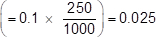 (= 0.1 × 250/1000) = 0.025